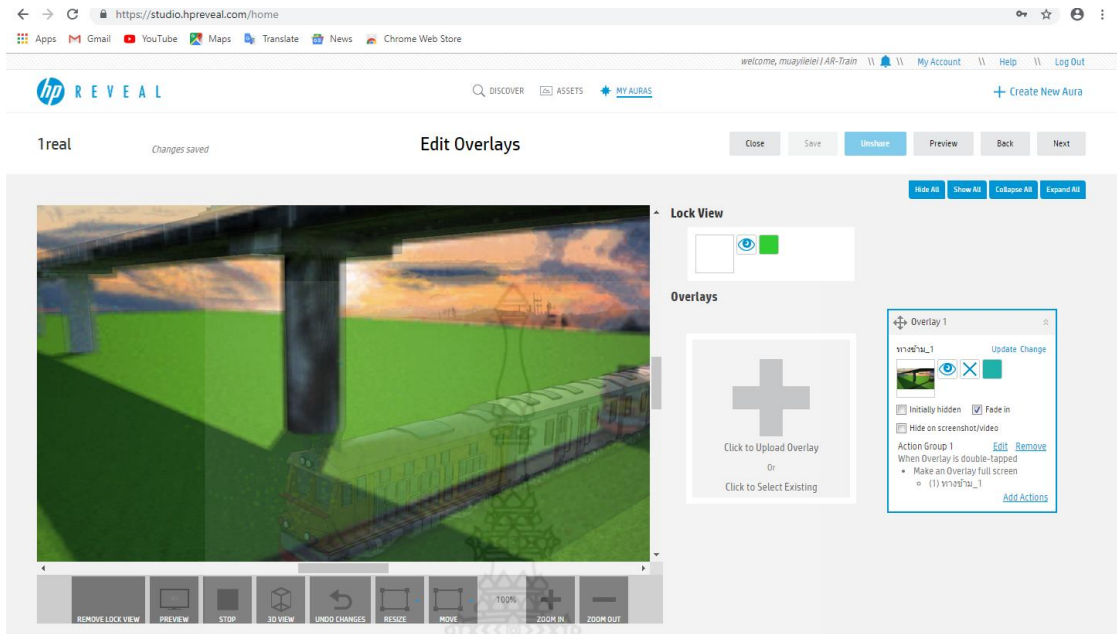 https://studio.hpreveal.com/home
Apps Gmail YouTube Maps Translate News Chrome Web Store
welcome, muayiieiei | AR-Train \\ \\ My Account \\ Help \\ Log Out
hp REVEAL DISCOVER ASSETS MY AURAS + Create New Aura
1real Changes saved Edit Overlays Close Save Unshare Preview Back Next
Hide All Show All Collapse All Expand All
Lock View
Overlays
Overlay 1
ทางข้าม_1 Update Change
Initially hidden Fade in
Hide on screenshot/video
Action Group 1 Edit Remove
When Overlay is double-tapped
Make an Overlay full screen
(1) ทางข้าม_1
Add Actions
Click to Upload Overlay
Or
Click to Select Existing
REMOVE LOCK VIEW PREVIEW STOP 3D VIEW UNDO CHANGES RESIZE MOVE 100% ZOOM IN ZOOM OUT